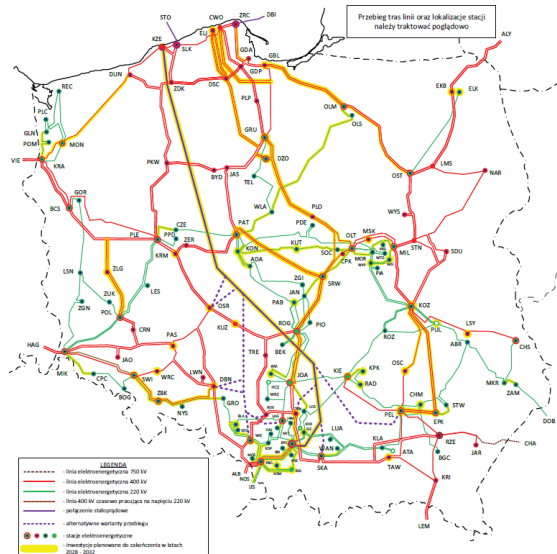 Przebieg tras linii oraz lokalizacje stacji
należy traktować poglądowo
STO
CWO
ZRC
DBI
KZE
SLK
EIJ
GDA
GBL
ALY
DUN
GDP
REC
ZDK
DSC
EKB
ELK
PLC
PLP
OLM
GLN
OLS
POM
MON
GRU
VIE
KRA
PKW
DZO
LMS
BYD
JAS
OST
NAR
TEL
GOR
BCS
WLA
PLO
WYS
CZE
PAT
PDE
PLE
PPD
OLT
MSK
ZER
KON
KUT
SOC
MIL
STN
SDU
KRM
ADA
CPK
PIA
LSN
ZLG
ZGI
SRW
ZUK
LES
JAN
ZGN
POL
OSR
PAB
KOZ
ROG
PIO
PUL
CRN
KUZ
LSY
HAG
PAS
BEK
ROZ
ABR
CHS
JAO
TRE
OSC
MIK
CPC
SWI
WRC
LWN
DBN
JOA
KIE
KPK
RAD
MKR
ZAM
BOG
ZBK
GRO
CHM
STW
NYS
PEL
EPK
DOB
LUA
KLA
RZE
WAN
ATA
CHA
SKA
TAW
BGC
JAR
ALB
NOS
LIS
KRI
LEM
LEGENDA
- linia elektroenergetyczna 750 kV
- linia elektroenergetyczna 400 kV
- linia elektroenergetyczna 220 kV
- linia 400 kV czasowo pracująca na napięciu 220 kV
- połączenie stałoprądowe
- alternatywne warianty przebiegu
- stacje elektroenergetyczne
- inwestycje planowane do zakończenia w latach
2028 - 2032